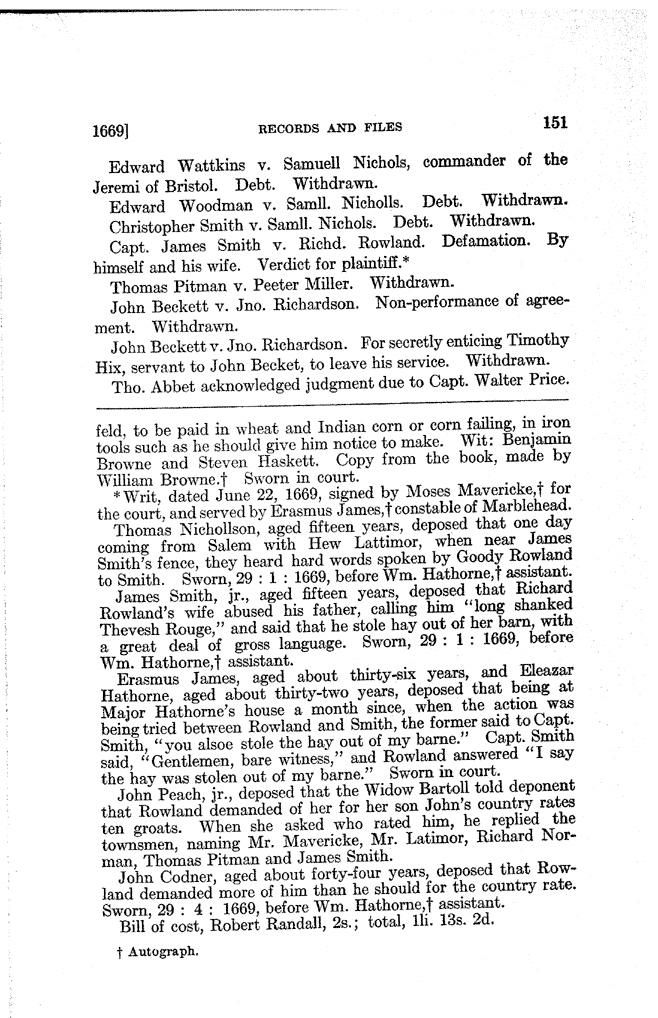 1669]
RECORDS AND FILES
151
Edward Wattkins v. Samuell Nichols, commander of the
Jeremi of Bristol. Debt. Withdrawn.
Edward Woodman v. Samll. Nicholls. Debt. Withdrawn.
Christopher Smith v. Samll. Nichols. Debt. Withdrawn.
Capt. James Smith v. Richd. Rowland. Defamation. By
himself and his wife. Verdict for plaintiff.*
Thomas Pitman v. Peeter Miller. Withdrawn.
John Beckett v. Jno. Richardson. Non-performance of agree-
ment. Withdrawn.
John Beckett v. Jno. Richardson. For secretly enticing Timothy
Hix, servant to John Becket, to leave his service. Withdrawn.
Tho. Abbet acknowledged judgment due to Capt. Walter Price.
feld, to be paid in wheat and Indian corn or corn failing, in iron
tools such as he should give him notice to make. Wit: Benjamin
Browne and Steven Haskett. Copy from the book, made by
William Browne.† Sworn in court.
*Writ, dated June 22, 1669, signed by Moses Mavericke,† for
the court, and served by Erasmus James,† constable of Marblehead.
Thomas Nichollson, aged fifteen years, deposed that one day
coming from Salem with Hew Lattimor, when near James
Smith's fence, they heard hard words spoken by Goody Rowland
to Smith. Sworn, 29 : 1 : 1669, before Wm. Hathorne,† assistant.
James Smith, jr., aged fifteen years, deposed that Richard
Rowland's wife abused his father, calling him "long shanked
Thevesh Rouge," and said that he stole hay out of her barn, with
a great deal of gross language. Sworn, 29 : 1 : 1669, before
Wm. Hathorne,† assistant.
Erasmus James, aged about thirty-six years, and Eleazar
Hathorne, aged about thirty-two years, deposed that being at
Major Hathorne's house a month since, when the action was
being tried between Rowland and Smith, the former said to Capt.
Smith, "you alsoe stole the hay out of my barne." Capt. Smith
said, "Gentlemen, bare witness," and Rowland answered "I say
the hay was stolen out of my barne." Sworn in court.
John Peach, jr., deposed that the Widow Bartoll told deponent
that Rowland demanded of her for her son John's country rates
ten groats. When she asked who rated him, he replied the
townsmen, naming Mr. Mavericke, Mr. Latimor, Richard Nor-
man, Thomas Pitman and James Smith.
John Codner, aged about forty-four years, deposed that Row-
land demanded more of him than he should for the country rate.
Sworn, 29 : 4 : 1669, before Wm. Hathorne,† assistant.
Bill of cost, Robert Randall, 2s.; total, 1li. 13s. 2d.
† Autograph.